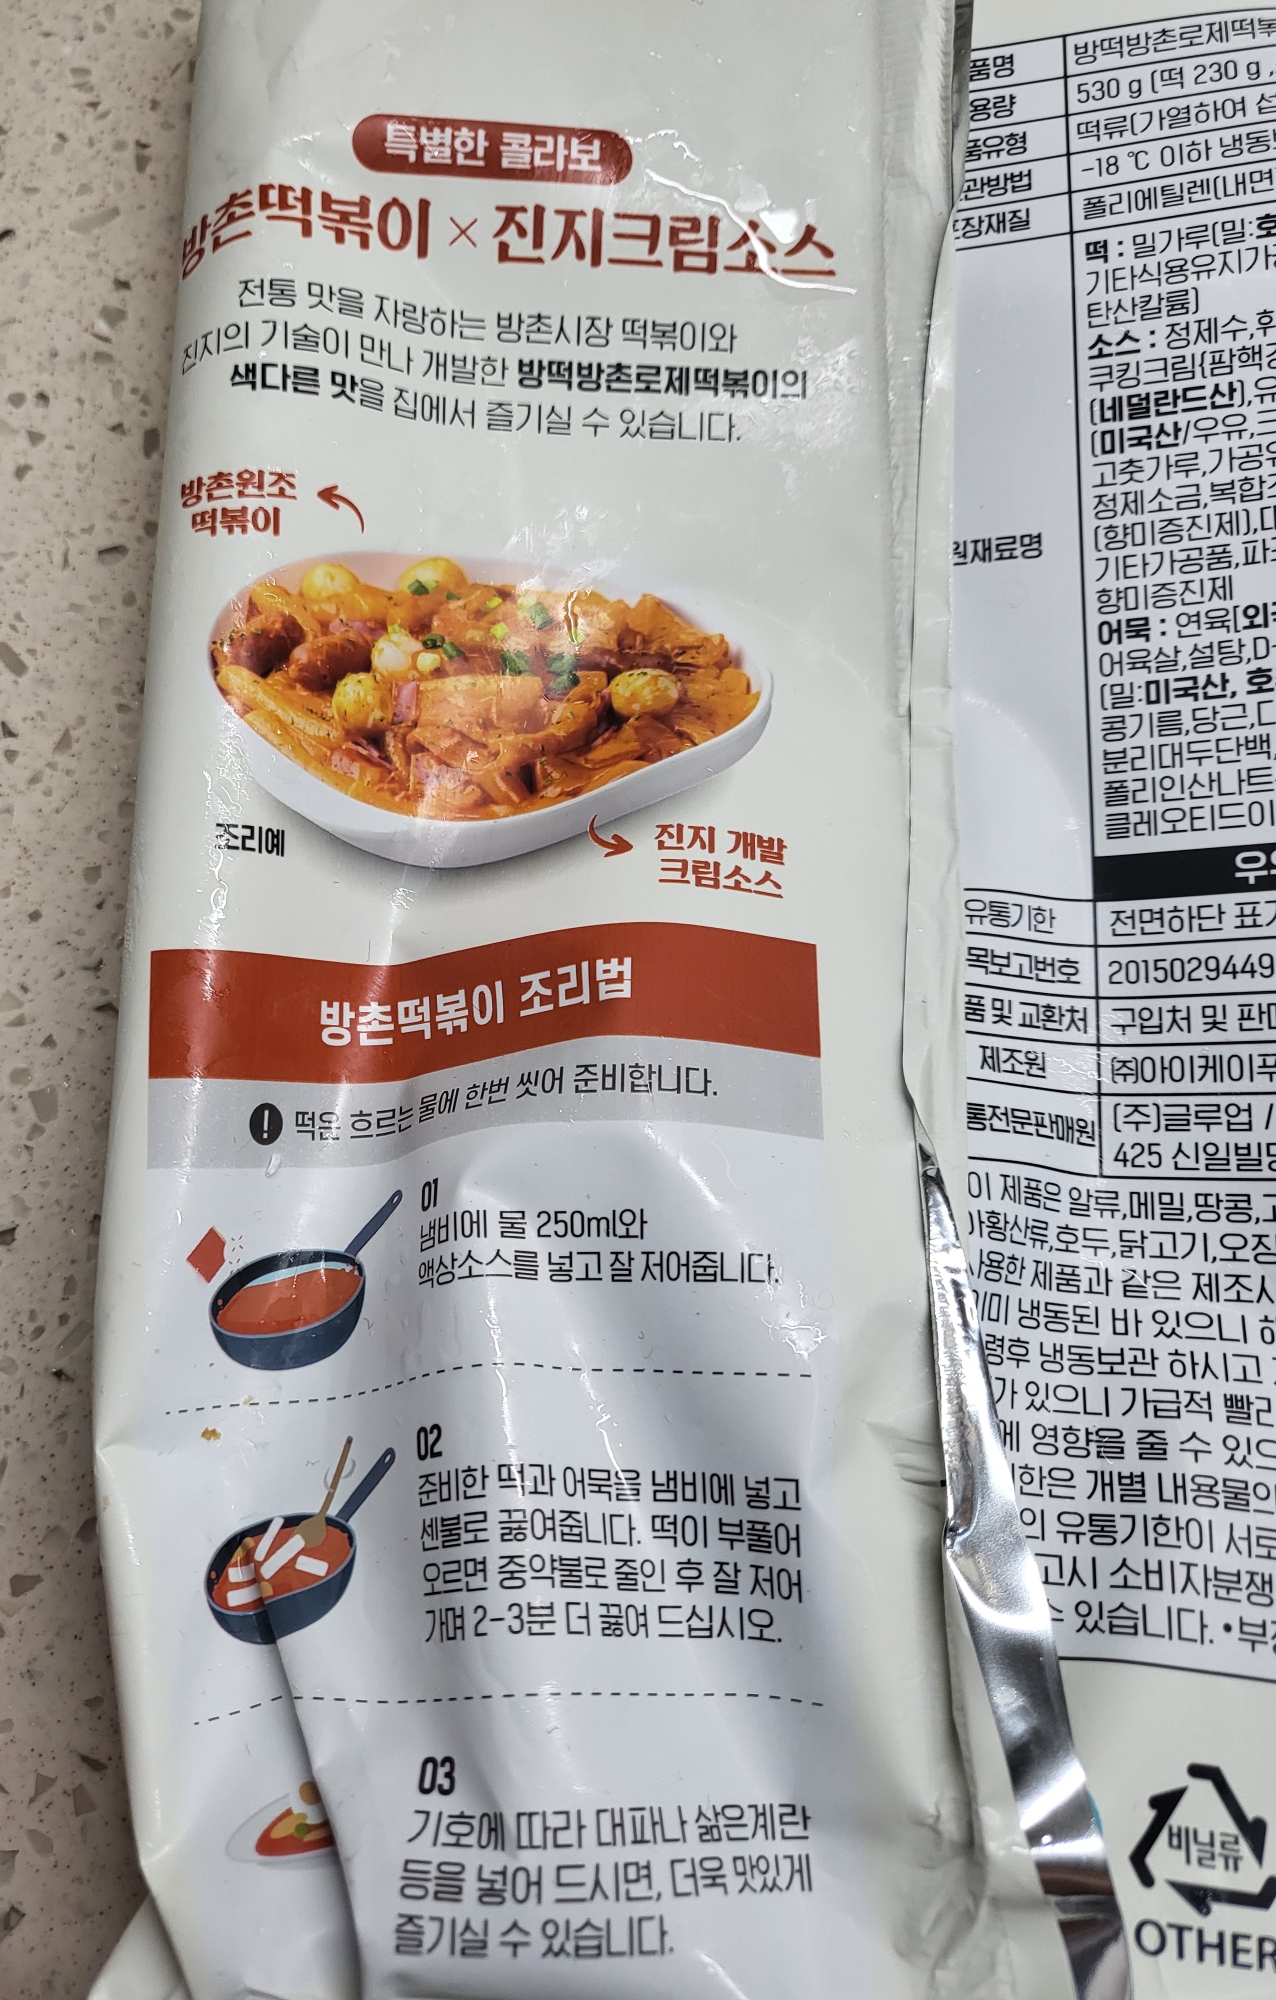 특별한 콜라보
방촌떡볶이 × 진지크림소스
전통 맛을 자랑하는 방촌시장 떡볶이와
진지의 기술이 만나 개발한 방떡방촌로제떡볶이의
색다른 맛을 집에서 즐기실 수 있습니다.
방촌원조
떡볶이
조리예
진지 개발
크림소스
방촌떡볶이 조리법
! 떡은 흐르는 물에 한번 씻어 준비합니다.
01
냄비에 물 250ml와
액상소스를 넣고 잘 저어줍니다.
02
준비한 떡과 어묵을 냄비에 넣고
센불로 끓여줍니다. 떡이 부풀어
오르면 중약불로 줄인 후 잘 저어
가며 2-3분 더 끓여 드십시오.
03
기호에 따라 대파나 삶은계란
등을 넣어 드시면, 더욱 맛있게
즐기실 수 있습니다.
품명 방떡방촌로제떡볶
용량 530 g (떡 230 g ,
품유형 떡류(가열하여 섭
관방법 -18 ℃ 이하 냉동
장재질 폴리에틸렌(내면)
원재료명
떡 : 밀가루(밀:호
기타식용유지가
탄산칼륨)
소스 : 정제수,
쿠킹크림{팜핵경
(네덜란드산),유
(미국산/우유,크
고춧가루,가공유
정제소금,복합조
(향미증진제),대
기타가공품,파
향미증진제
어묵 : 연육[외
어육살,설탕,D-
(밀:미국산, 호
콩기름,당근,
분리대두단백,
폴리인산나트
클레오티드이
우유
유통기한 전면하단 표기
목보고번호 2015029449
품 및 교환처 구입처 및 판매
제조원 ㈜아이케이푸
통전문판매원 (주)글루업 /
425 신일빌딩
이 제품은 알류,메밀,땅콩,고
아황산류,호두,닭고기,오징
사용한 제품과 같은 제조시
이미 냉동된 바 있으니 해
령후 냉동보관 하시고
가 있으니 가급적 빨리
에 영향을 줄 수 있으
한은 개별 내용물의
의 유통기한이 서로
고시 소비자분쟁
수 있습니다. •부정
비닐류
OTHER